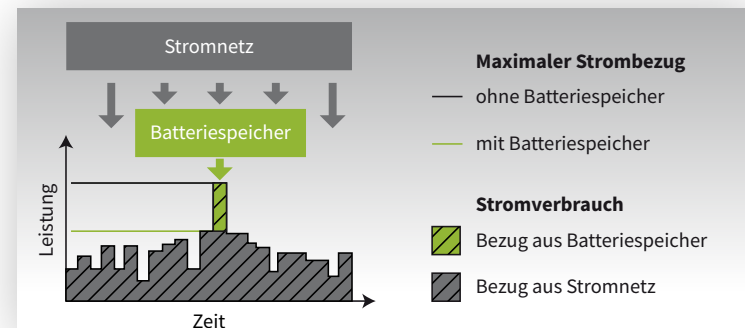 Stromnetz
Batteriespeicher
Leistung
Zeit
Maximaler Strombezug
ohne Batteriespeicher
mit Batteriespeicher
Stromverbrauch
Bezug aus Batteriespeicher
Bezug aus Stromnetz